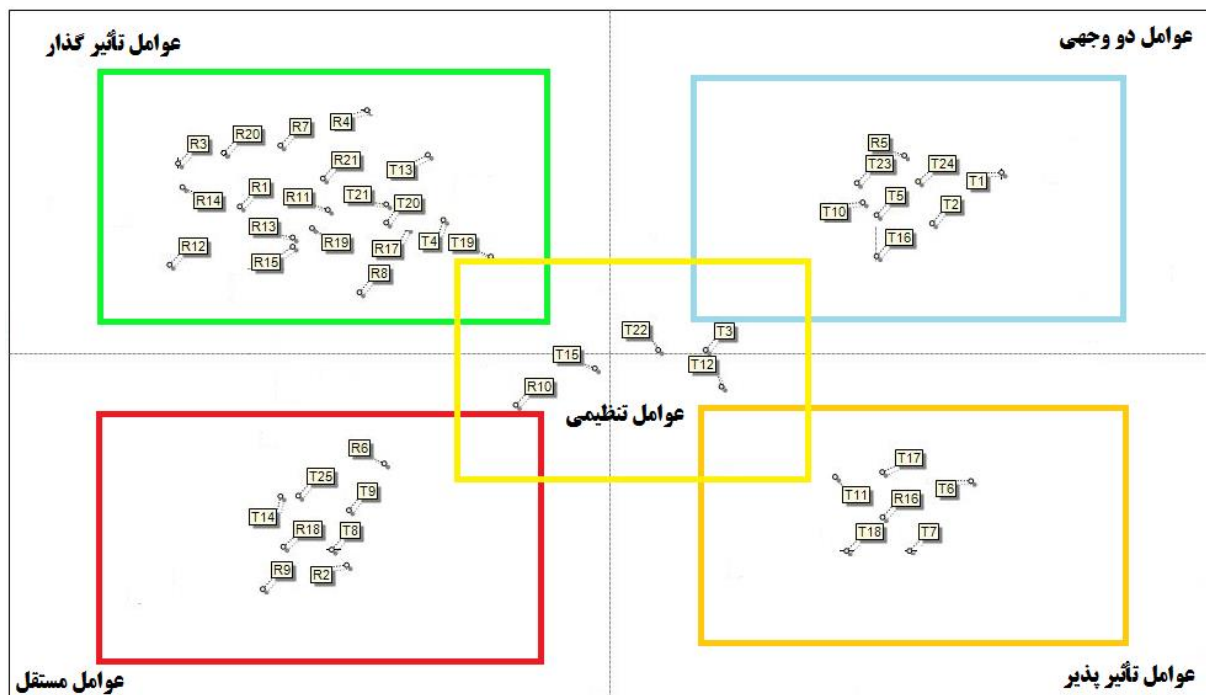 عوامل تأثیر گذار
عوامل دو وجهی
R4
R7
R20
R3
R21
T13
R1
R14
R11
T21
T20
R13
R19
R17
T4
T19
R12
R15
R8
R5
T23
T24
T1
T10
T5
T2
T16
T22
T3
T15
T12
R10
عوامل تنظیمی
R6
T25
T9
T14
R18
T8
R9
R2
T17
T11
R16
T6
T18
T7
عوامل تأثیر پذیر
عوامل مستقل